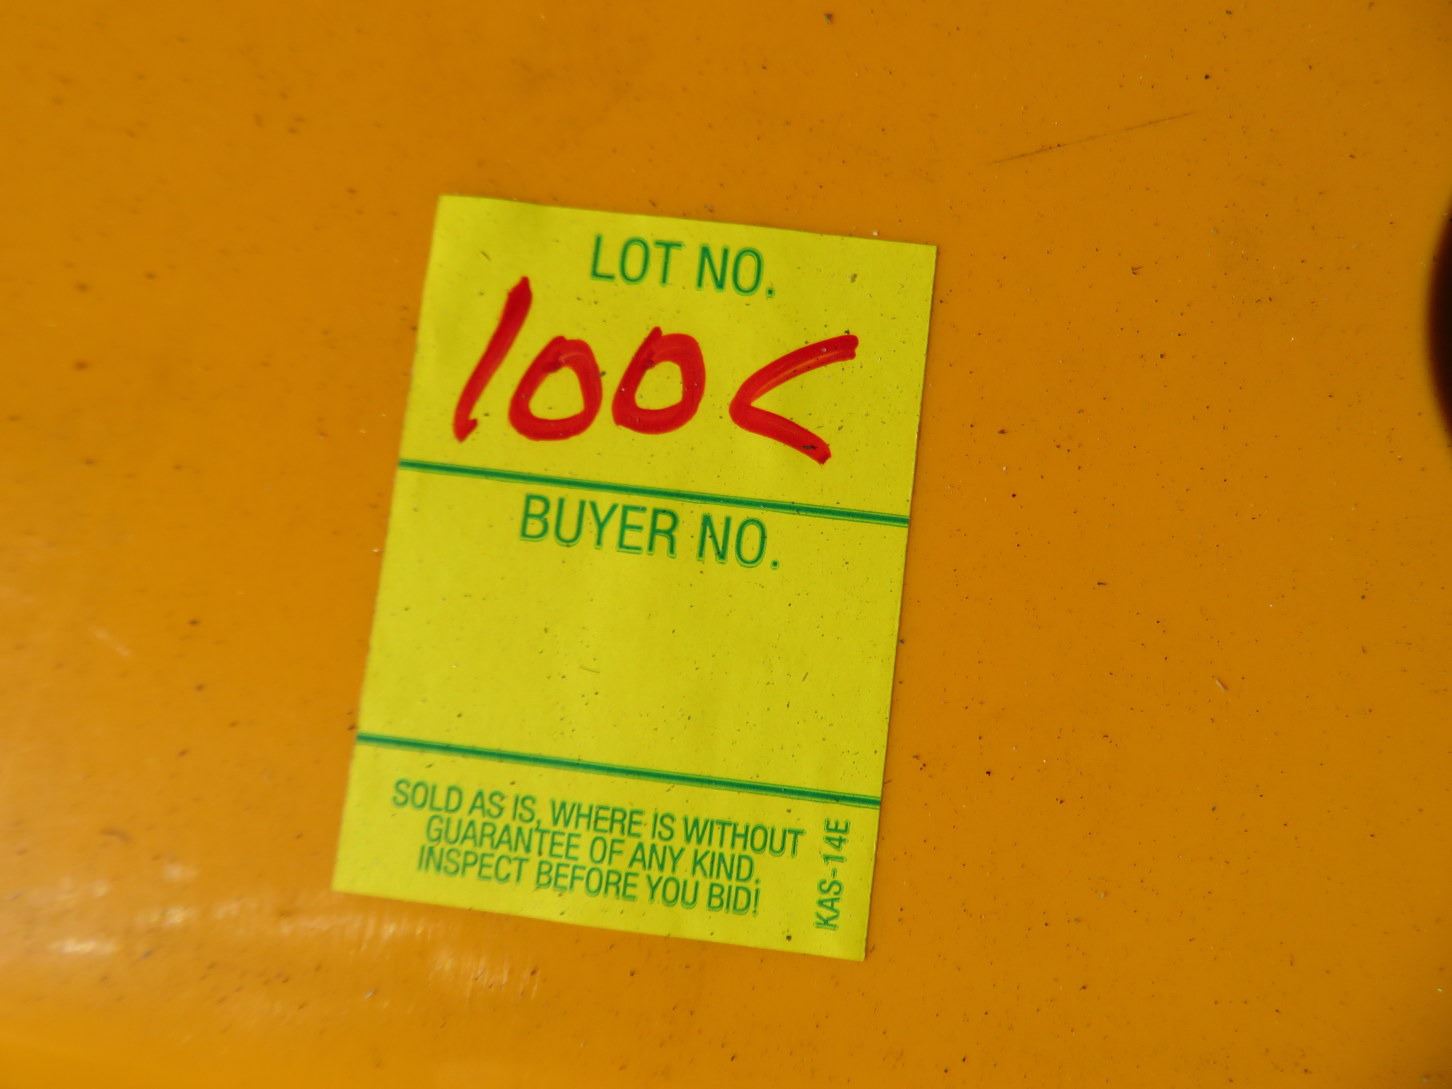 LOT NO.
100C
BUYER NO.
SOLD AS IS, WHERE IS WITHOUT
GUARANTEE OF ANY KIND.
INSPECT BEFORE YOU BID!
KAS-14E